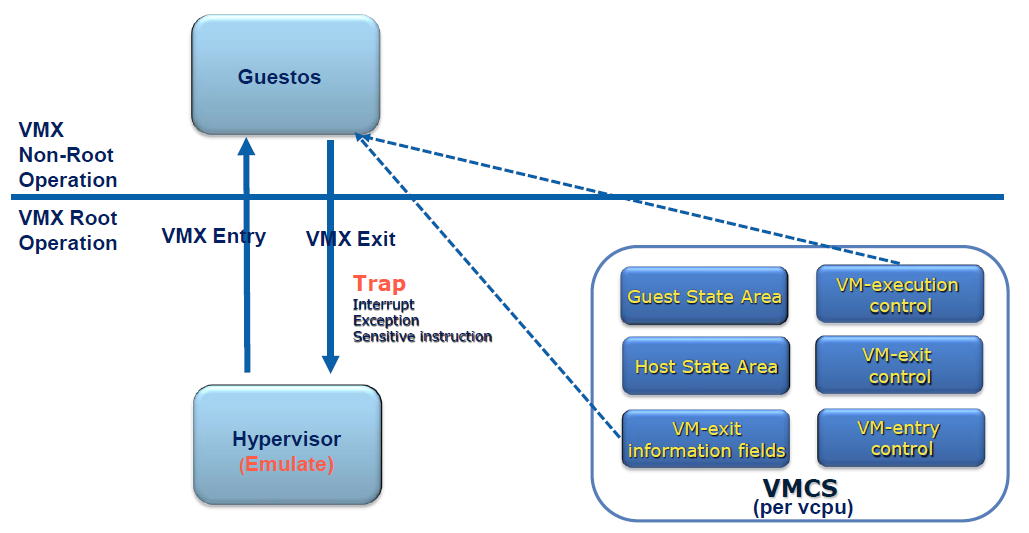 Guestos
VMX
Non-Root
Operation
VMX Root
Operation
VMX Entry
VMX Exit
Trap
Interrupt
Exception
Sensitive instruction
Hypervisor
(Emulate)
Guest State Area
VM-execution
control
Host State Area
VM-exit
control
VM-exit
information fields
VM-entry
control
VMCS
(per vcpu)